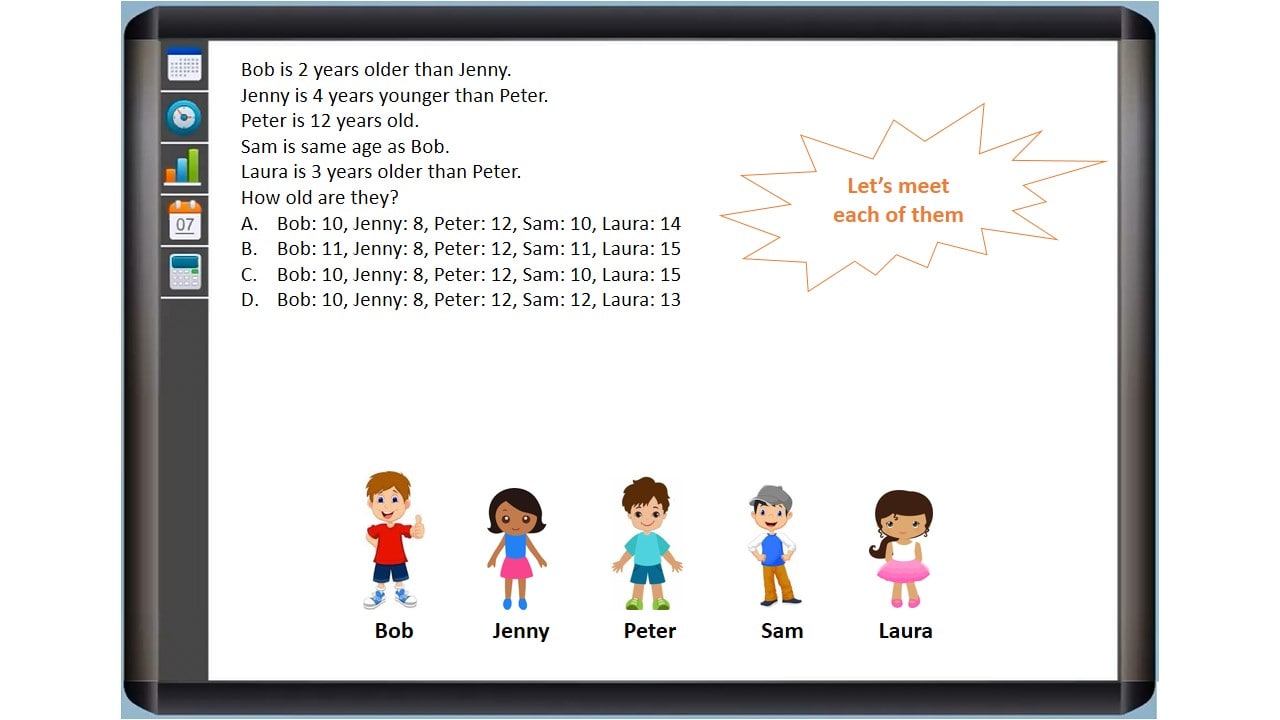 Bob is 2 years older than Jenny.
Jenny is 4 years younger than Peter.
Peter is 12 years old.
Sam is same age as Bob.
Laura is 3 years older than Peter.
How old are they?
A. Bob: 10, Jenny: 8, Peter: 12, Sam: 10, Laura: 14
B. Bob: 11, Jenny: 8, Peter: 12, Sam: 11, Laura: 15
C. Bob: 10, Jenny: 8, Peter: 12, Sam: 10, Laura: 15
D. Bob: 10, Jenny: 8, Peter: 12, Sam: 12, Laura: 13
Let’s meet
each of them
07
Bob Jenny Peter Sam Laura